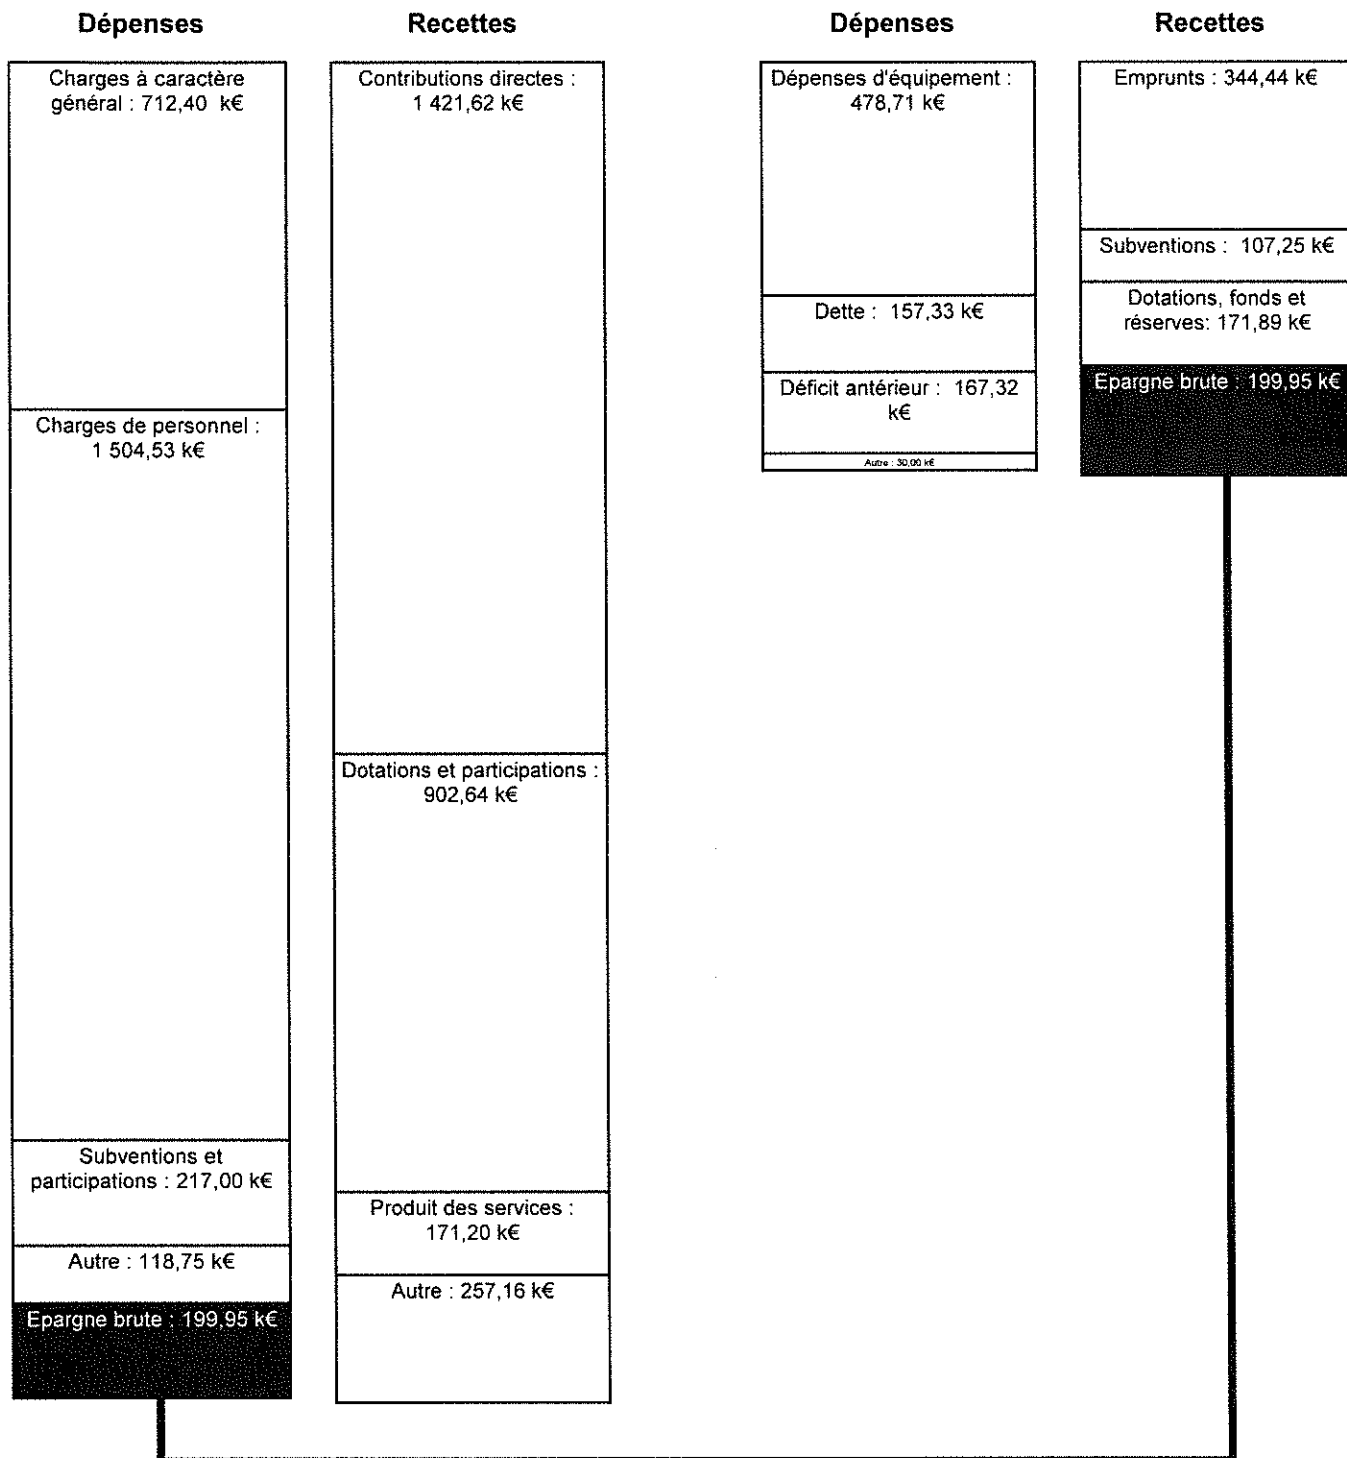 Dépenses
Charges à caractère
général : 712,40 k€
Charges de personnel :
1 504,53 k€
Subventions et
participations : 217,00 k€
Autre : 118,75 k€
Epargne brute : 199,95 k€
Recettes
Contributions directes :
1 421,62 k€
Dotations et participations :
902,64 k€
Produit des services :
171,20 k€
Autre : 257,16 k€
Dépenses
Dépenses d'équipement :
478,71 k€
Dette : 157,33 k€
Déficit antérieur : 167,32
k€
Autre : 30,00 k€
Recettes
Emprunts : 344,44 k€
Subventions : 107,25 k€
Dotations, fonds et
réserves: 171,89 k€
Epargne brute : 199,95 k€